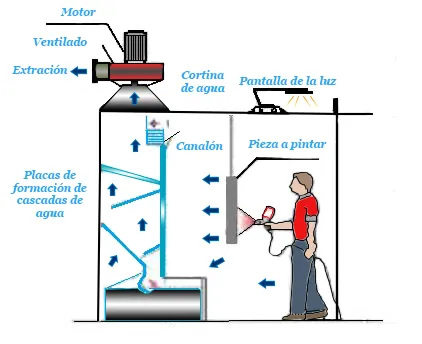 Motor
Ventilado
Extracción
Cortina
de agua
Pantalla de la luz
Canalón
Pieza a pintar
Placas de
formación de
cascadas de
agua